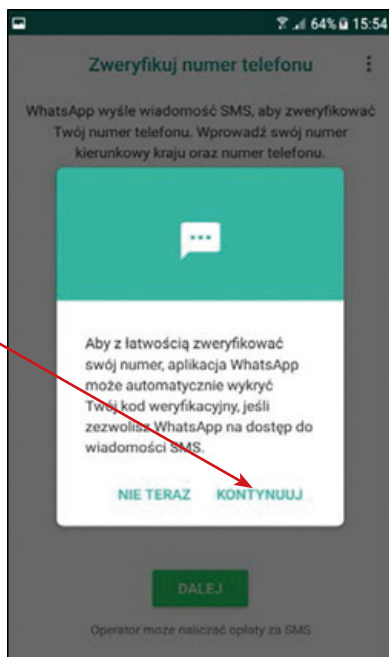 64% 15:54
Zweryfikuj numer telefonu
WhatsApp wyśle wiadomość SMS, aby zweryfikować
Twój numer telefonu. Wprowadź swój numer
kierunkowy kraju oraz numer telefonu.
Aby z łatwością zweryfikować
swój numer, aplikacja WhatsApp
może automatycznie wykryć
Twój kod weryfikacyjny, jeśli
zezwolisz WhatsApp na dostęp do
wiadomości SMS.
NIE TERAZ KONTYNUUJ
DALEJ
Operator może naliczać opłaty za SMS